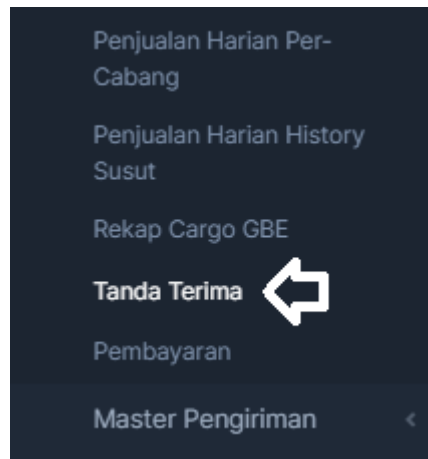 Penjualan Harian Per-
Cabang
Penjualan Harian History
Susut
Rekap Cargo GBE
Tanda Terima
Pembayaran
Master Pengiriman